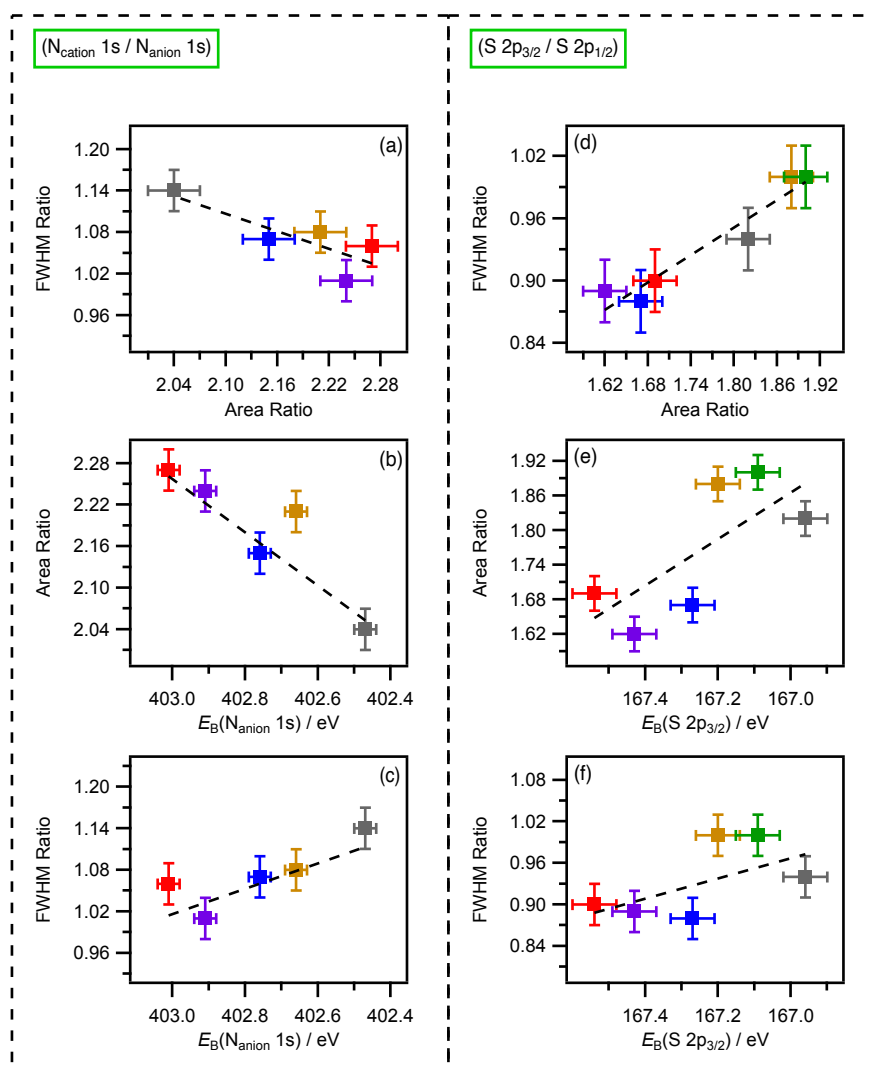 (N_cation 1s / N_anion 1s)
(S 2p_3/2 / S 2p_1/2)
(a)
FWHM Ratio
1.20
1.14
1.08
1.02
0.96
2.04 2.10 2.16 2.22 2.28
Area Ratio
(d)
FWHM Ratio
1.02
0.96
0.90
0.84
1.62 1.68 1.74 1.80 1.86 1.92
Area Ratio
(b)
Area Ratio
2.28
2.22
2.16
2.10
2.04
403.0 402.8 402.6 402.4
E_B(N_anion 1s) / eV
(e)
Area Ratio
1.92
1.86
1.80
1.74
1.68
1.62
167.4 167.2 167.0
E_B(S 2p_3/2) / eV
(c)
FWHM Ratio
1.20
1.14
1.08
1.02
0.96
403.0 402.8 402.6 402.4
E_B(N_anion 1s) / eV
(f)
FWHM Ratio
1.08
1.02
0.96
0.90
0.84
167.4 167.2 167.0
E_B(S 2p_3/2) / eV